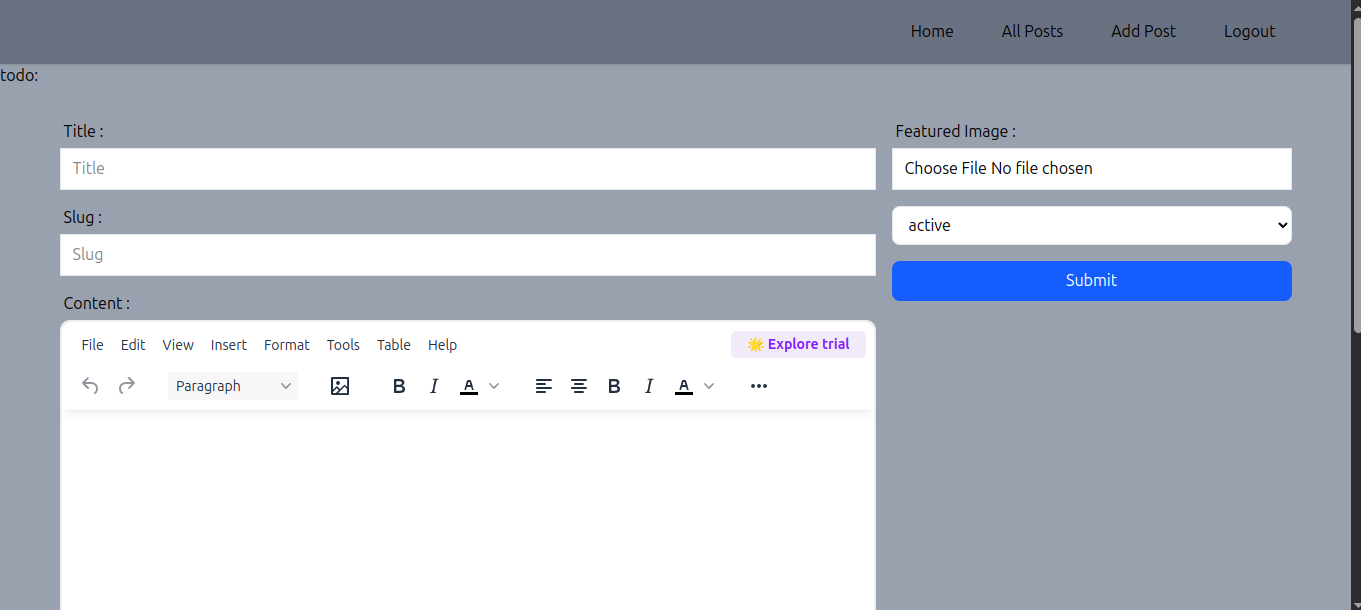 Home All Posts Add Post Logout
todo:
Title :
Title
Slug :
Slug
Content :
File Edit View Insert Format Tools Table Help 🌟 Explore trial
Paragraph B I A B I A ...
Featured Image :
Choose File No file chosen
active
Submit